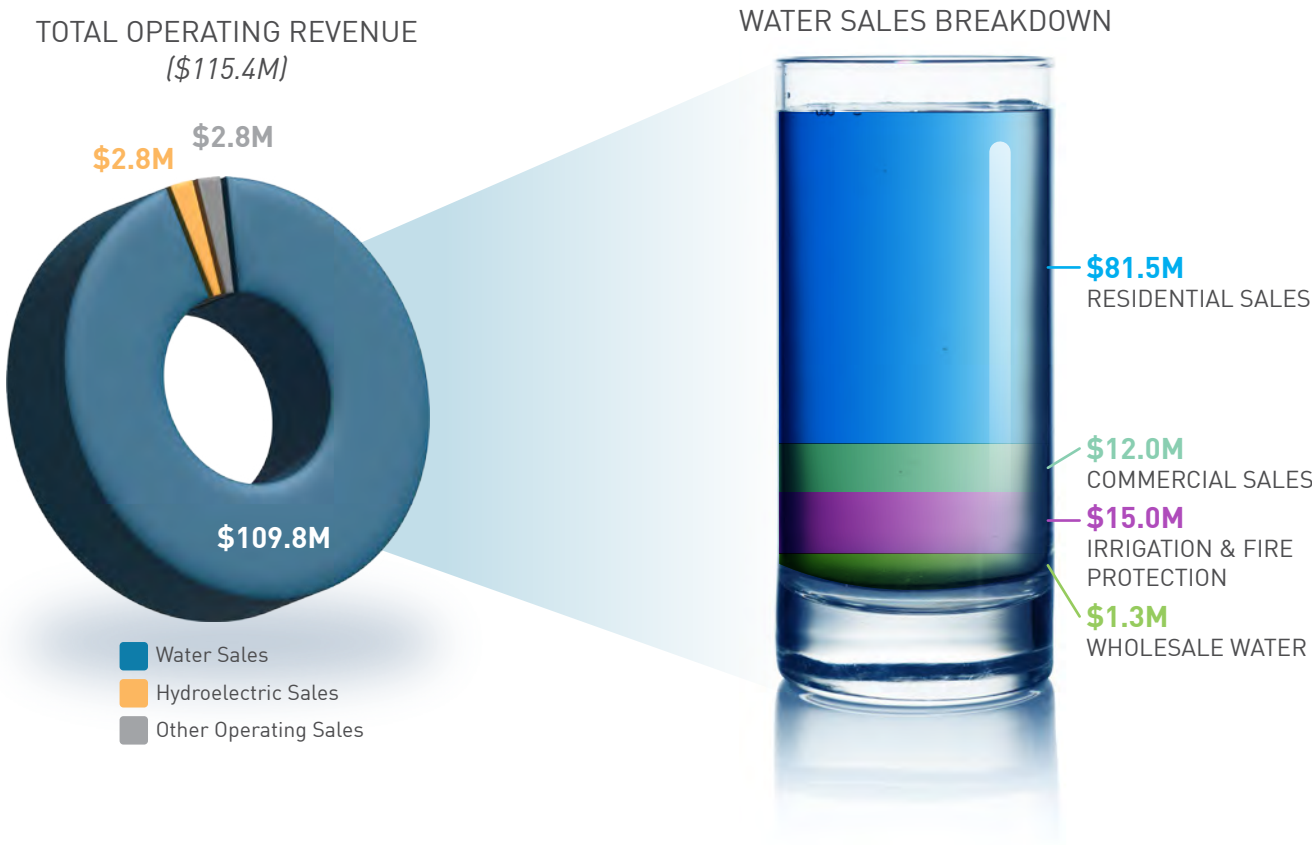 TOTAL OPERATING REVENUE
($115.4M)
$2.8M
$2.8M
$109.8M
Water Sales
Hydroelectric Sales
Other Operating Sales
WATER SALES BREAKDOWN
$81.5M
RESIDENTIAL SALES
$12.0M
COMMERCIAL SALES
$15.0M
IRRIGATION & FIRE
PROTECTION
$1.3M
WHOLESALE WATER